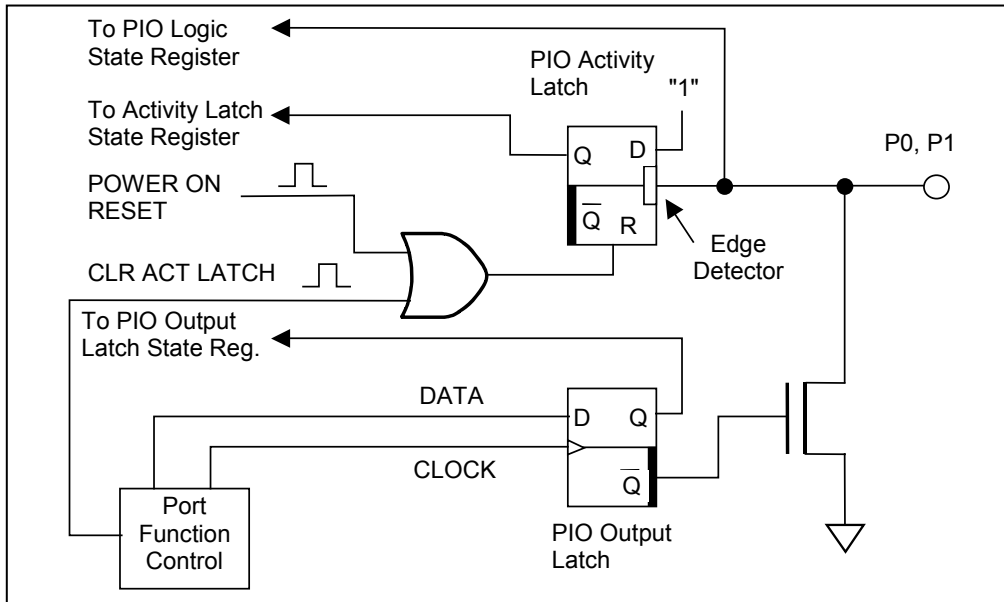 To PIO Logic
State Register
PIO Activity
Latch
"1"
To Activity Latch
State Register
Q
D
P0, P1
POWER ON
RESET
Q
R
Edge
Detector
CLR ACT LATCH
To PIO Output
Latch State Reg.
DATA
D
Q
CLOCK
Q
Port
Function
Control
PIO Output
Latch